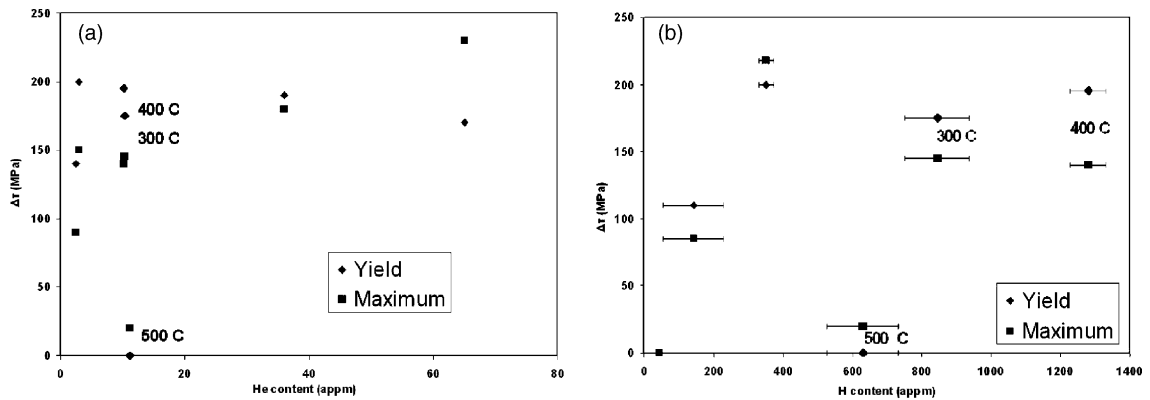 (a)
250
200
150
100
50
0
400 C
300 C
500 C
Yield
Maximum
0 20 40 60 80
He content (appm)
Δτ (MPa)
(b)
250
200
150
100
50
0
300 C
400 C
500 C
Yield
Maximum
0 200 400 600 800 1000 1200 1400
H content (appm)
Δτ (MPa)